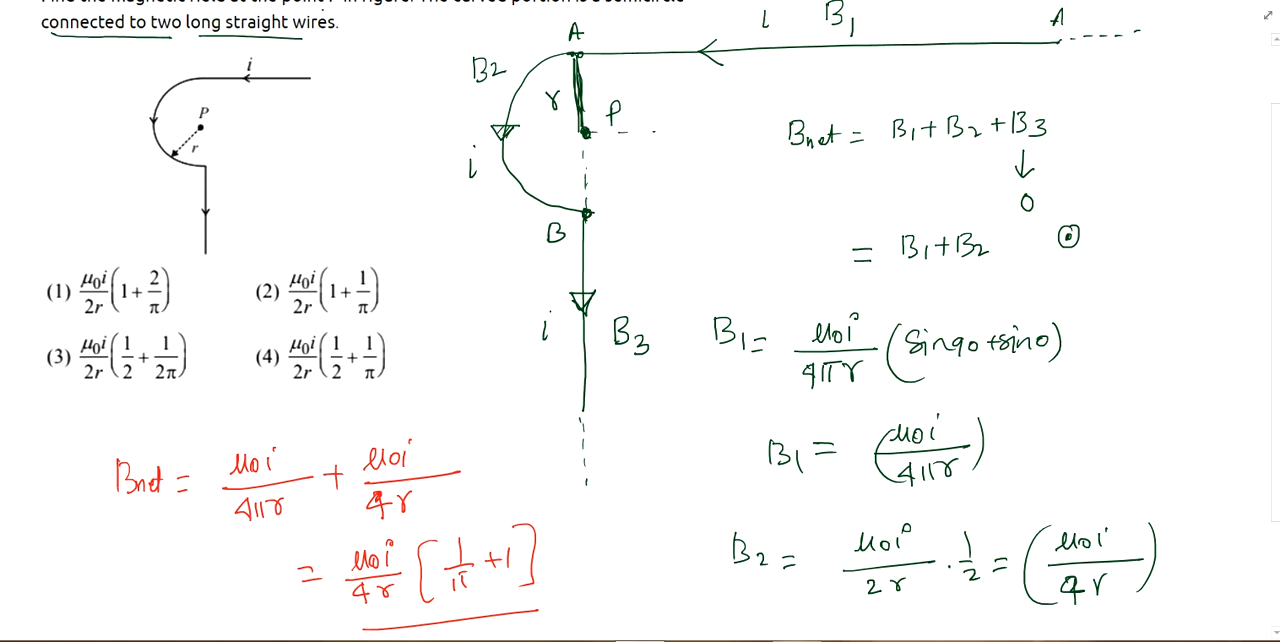 connected to two long straight wires.
i
P
r
(1) μ₀i/2r (1 + 2/π)
(2) μ₀i/2r (1 + 1/π)
(3) μ₀i/2r (1/2 + 1/2π)
(4) μ₀i/2r (1/2 + 1/π)
i B₁ A
A
B2
r P
i
B
i B₃
Bnet = B₁ + B₂ + B₃
↓
0
= B₁ + B₂ ⊙
B₁ = μ₀i/4πr (sin90 + sin0)
B₁ = (μ₀i/4πr)
B₂ = μ₀i/2r · 1/2 = (μ₀i/4r)
Bnet = μ₀i/4πr + μ₀i/4r
= μ₀i/4r [1/π + 1]